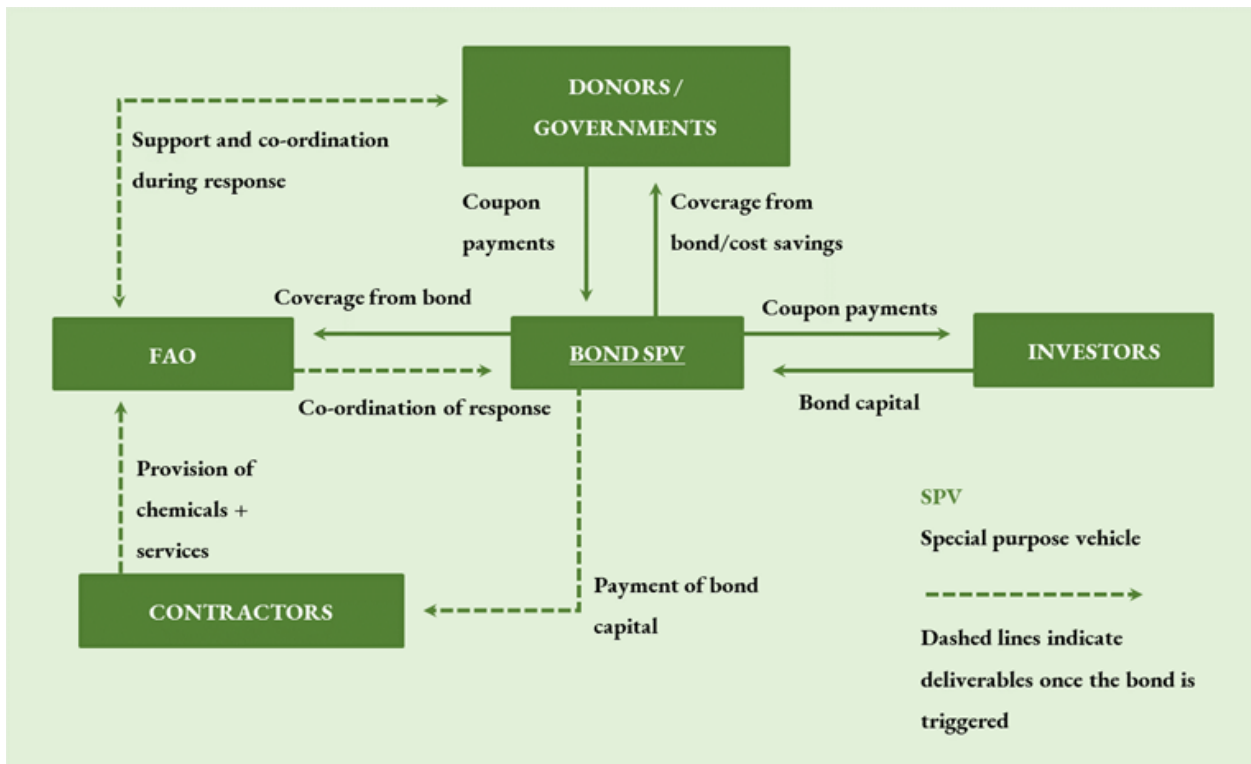 DONORS /
GOVERNMENTS
Support and co-ordination
during response
Coupon
payments
Coverage from
bond/cost savings
Coverage from bond
Coupon payments
FAO
BOND SPV
INVESTORS
Co-ordination of response
Bond capital
Provision of
chemicals +
services
SPV
Special purpose vehicle
CONTRACTORS
Payment of bond
capital
Dashed lines indicate
deliverables once the bond is
triggered